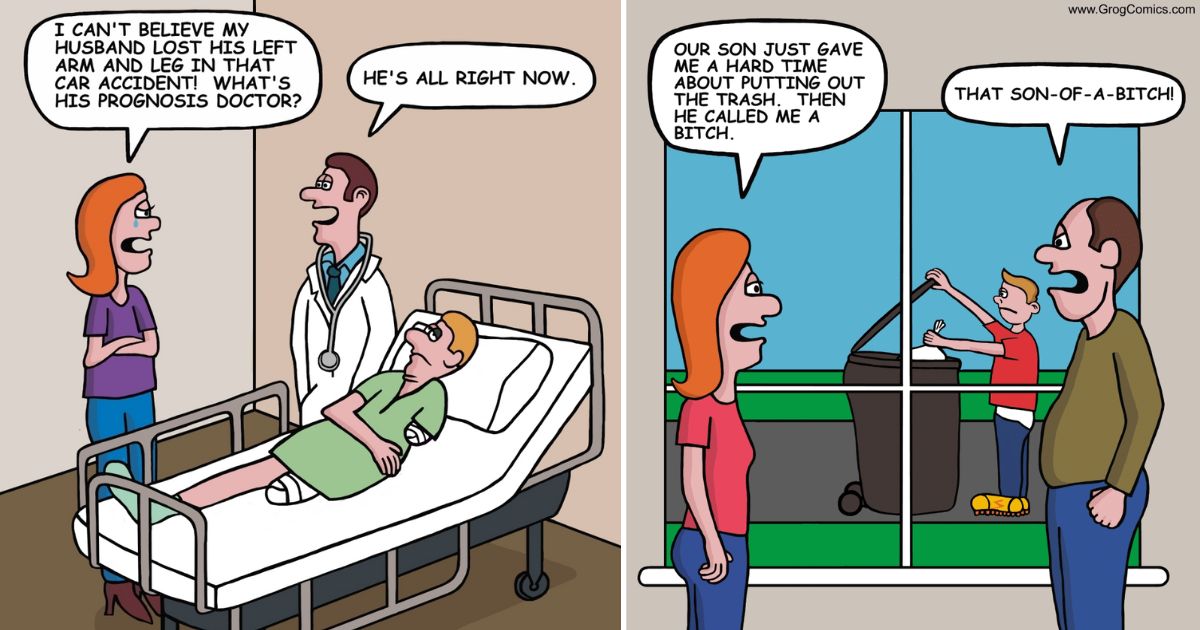 I CAN'T BELIEVE MY
HUSBAND LOST HIS LEFT
ARM AND LEG IN THAT
CAR ACCIDENT! WHAT'S
HIS PROGNOSIS DOCTOR?
HE'S ALL RIGHT NOW.
www.GrogComics.com
OUR SON JUST GAVE
ME A HARD TIME
ABOUT PUTTING OUT
THE TRASH. THEN
HE CALLED ME A
BITCH.
THAT SON-OF-A-BITCH!